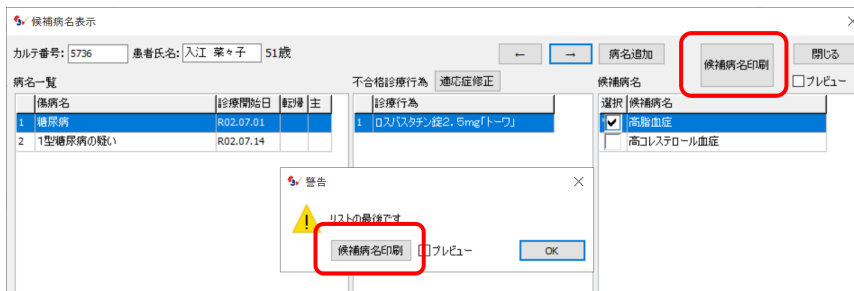 候補病名表示
カルテ番号: 5736 患者氏名: 入江 菜々子 51歳 ← → 病名追加 候補病名印刷 閉じる
病名一覧 不合格診療行為 適応症修正 候補病名 プレビュー
傷病名 診療開始日 転帰 主 診療行為 選択 候補病名
1 糖尿病 R02.07.01 1 ロスバスタチン錠2.5mg「トーワ」 高脂血症
2 1型糖尿病の疑い R02.07.14 高コレステロール血症
警告
リストの最後です
候補病名印刷 プレビュー OK